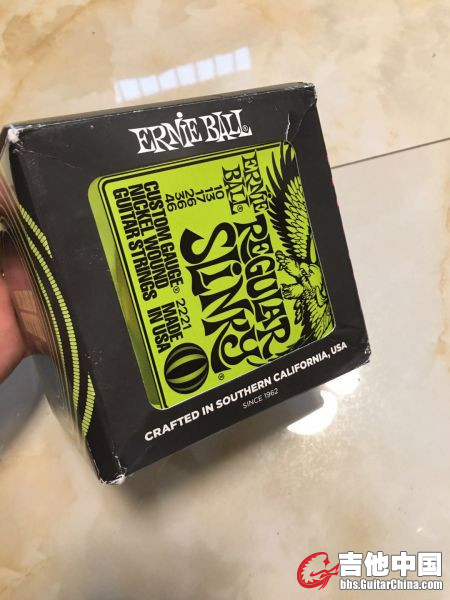 ERNIE BALL®
ERNIE
BALL®
REGULAR
SLINKY®
10
13
17
26
36
46
CUSTOM GAUGE® 2221
NICKEL WOUND MADE
GUITAR STRINGS IN USA
CRAFTED IN SOUTHERN CALIFORNIA, USA
SINCE 1962
吉他中国
bbs.GuitarChina.com